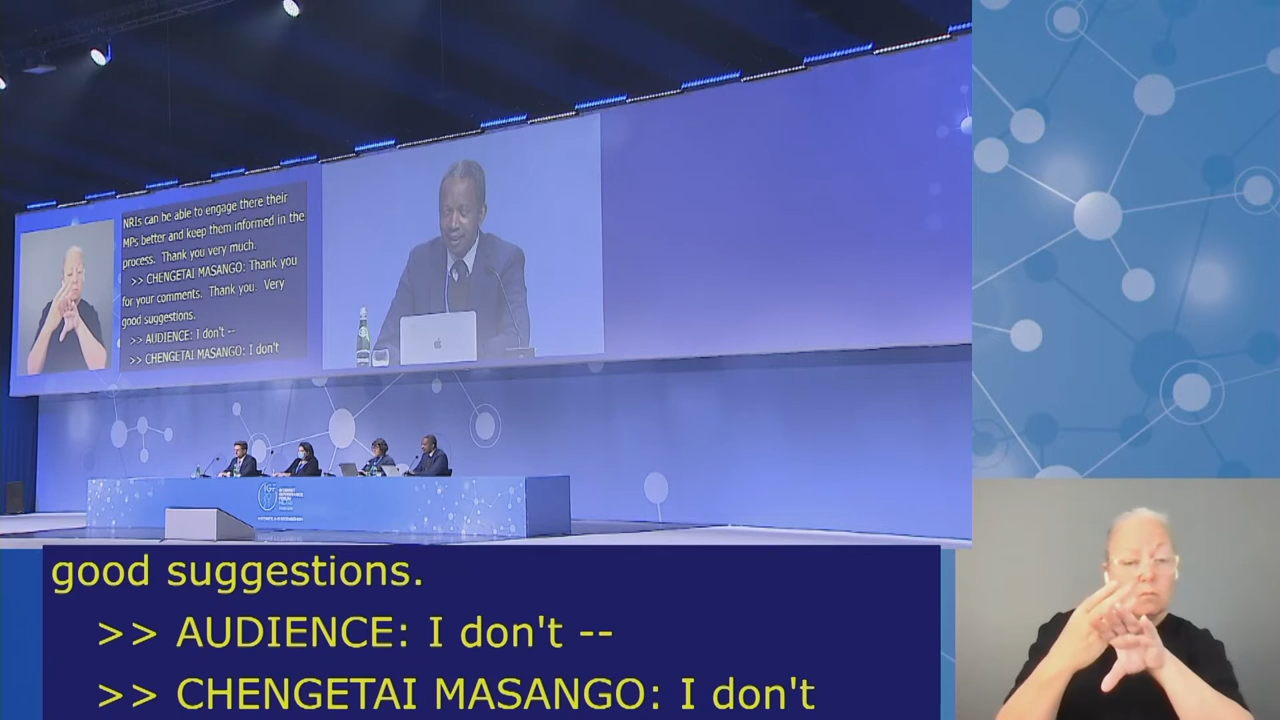 NRIs can be able to engage there their
MPs better and keep them informed in the
process. Thank you very much.
>> CHENGETAI MASANGO: Thank you
for your comments. Thank you. Very
good suggestions.
>> AUDIENCE: I don't --
>> CHENGETAI MASANGO: I don't
good suggestions.
>> AUDIENCE: I don't --
>> CHENGETAI MASANGO: I don't